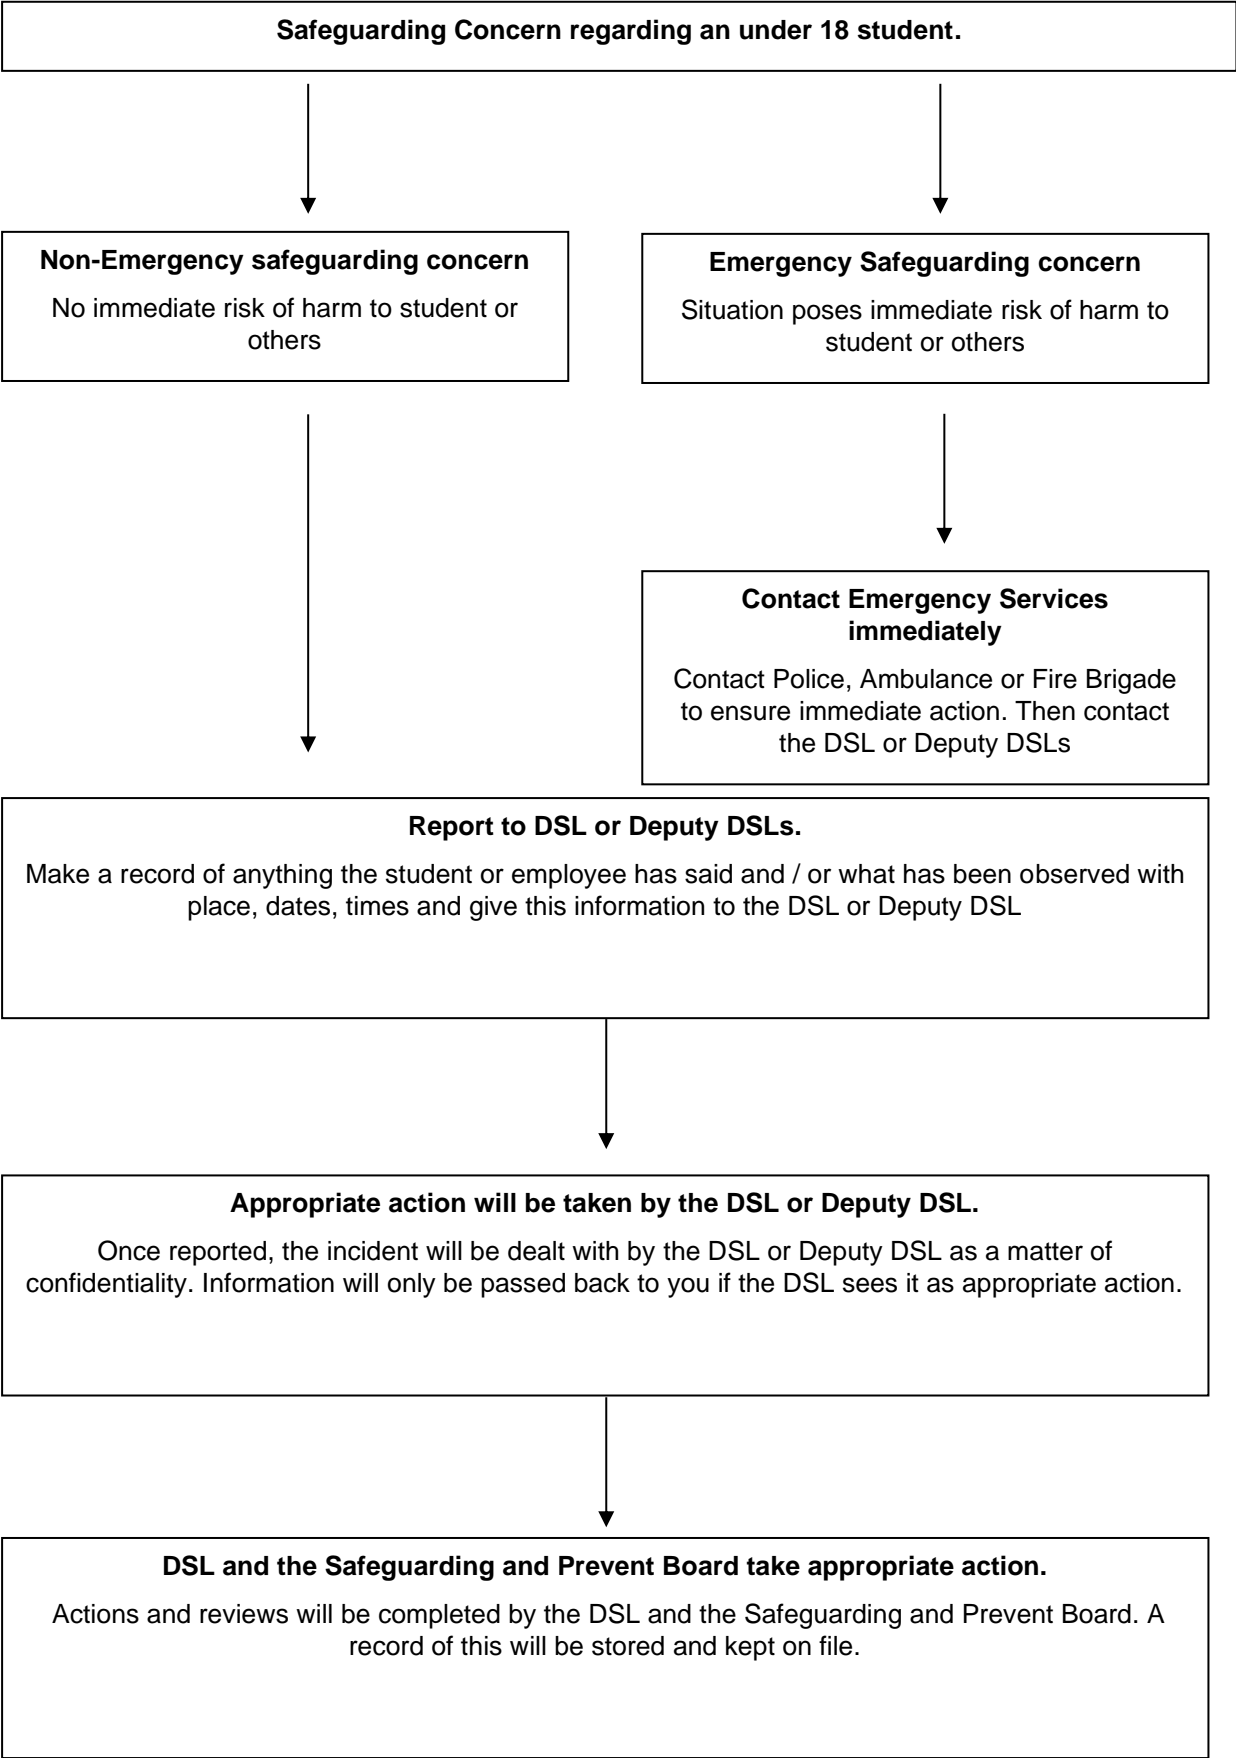 Safeguarding Concern regarding an under 18 student.
Non-Emergency safeguarding concern
No immediate risk of harm to student or
others
Emergency Safeguarding concern
Situation poses immediate risk of harm to
student or others
Contact Emergency Services
immediately
Contact Police, Ambulance or Fire Brigade
to ensure immediate action. Then contact
the DSL or Deputy DSLs
Report to DSL or Deputy DSLs.
Make a record of anything the student or employee has said and / or what has been observed with
place, dates, times and give this information to the DSL or Deputy DSL
Appropriate action will be taken by the DSL or Deputy DSL.
Once reported, the incident will be dealt with by the DSL or Deputy DSL as a matter of
confidentiality. Information will only be passed back to you if the DSL sees it as appropriate action.
DSL and the Safeguarding and Prevent Board take appropriate action.
Actions and reviews will be completed by the DSL and the Safeguarding and Prevent Board. A
record of this will be stored and kept on file.